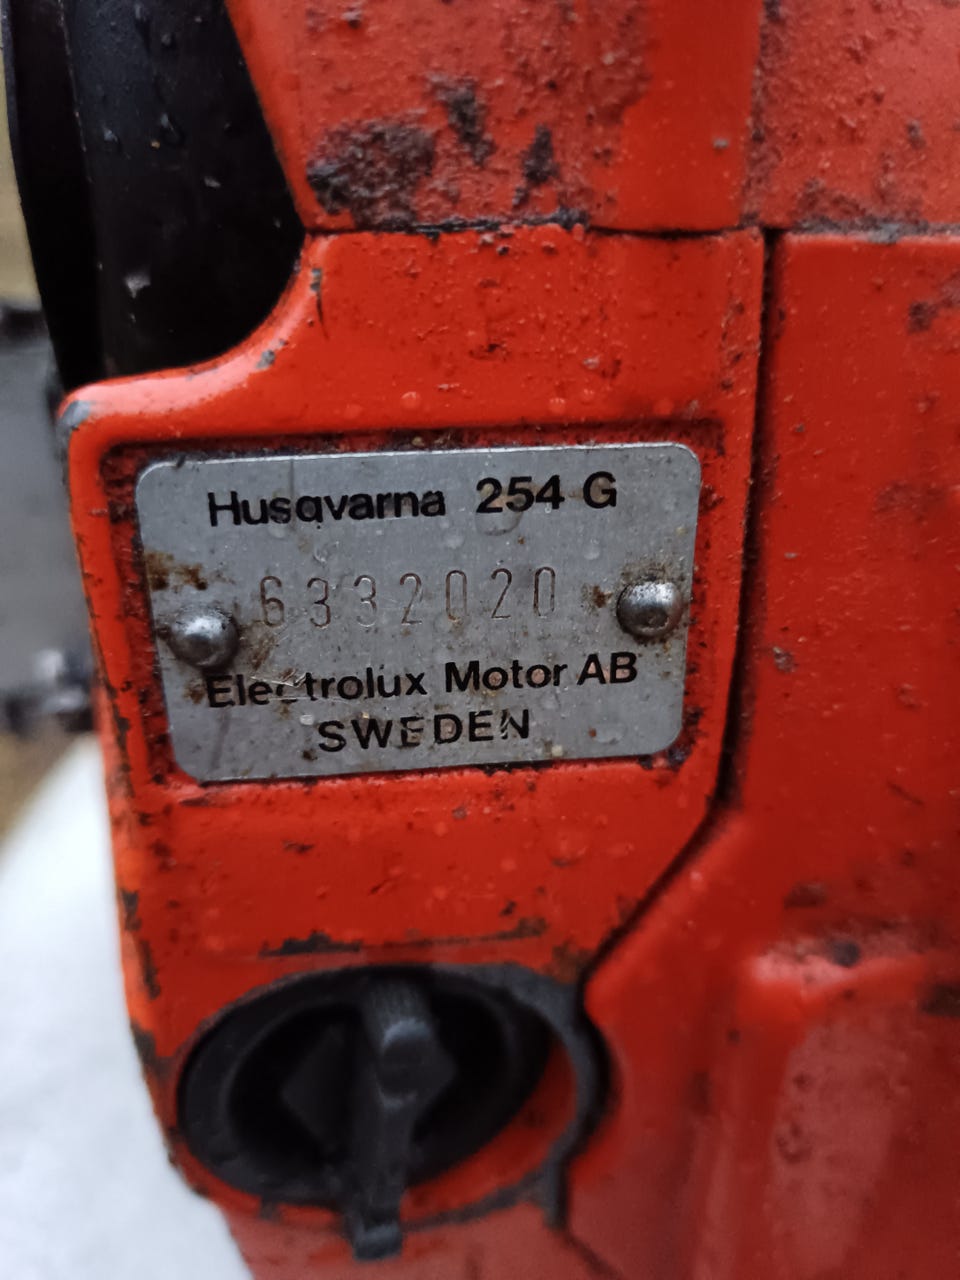 Husqvarna 254 G
6332020
Electrolux Motor AB
SWEDEN